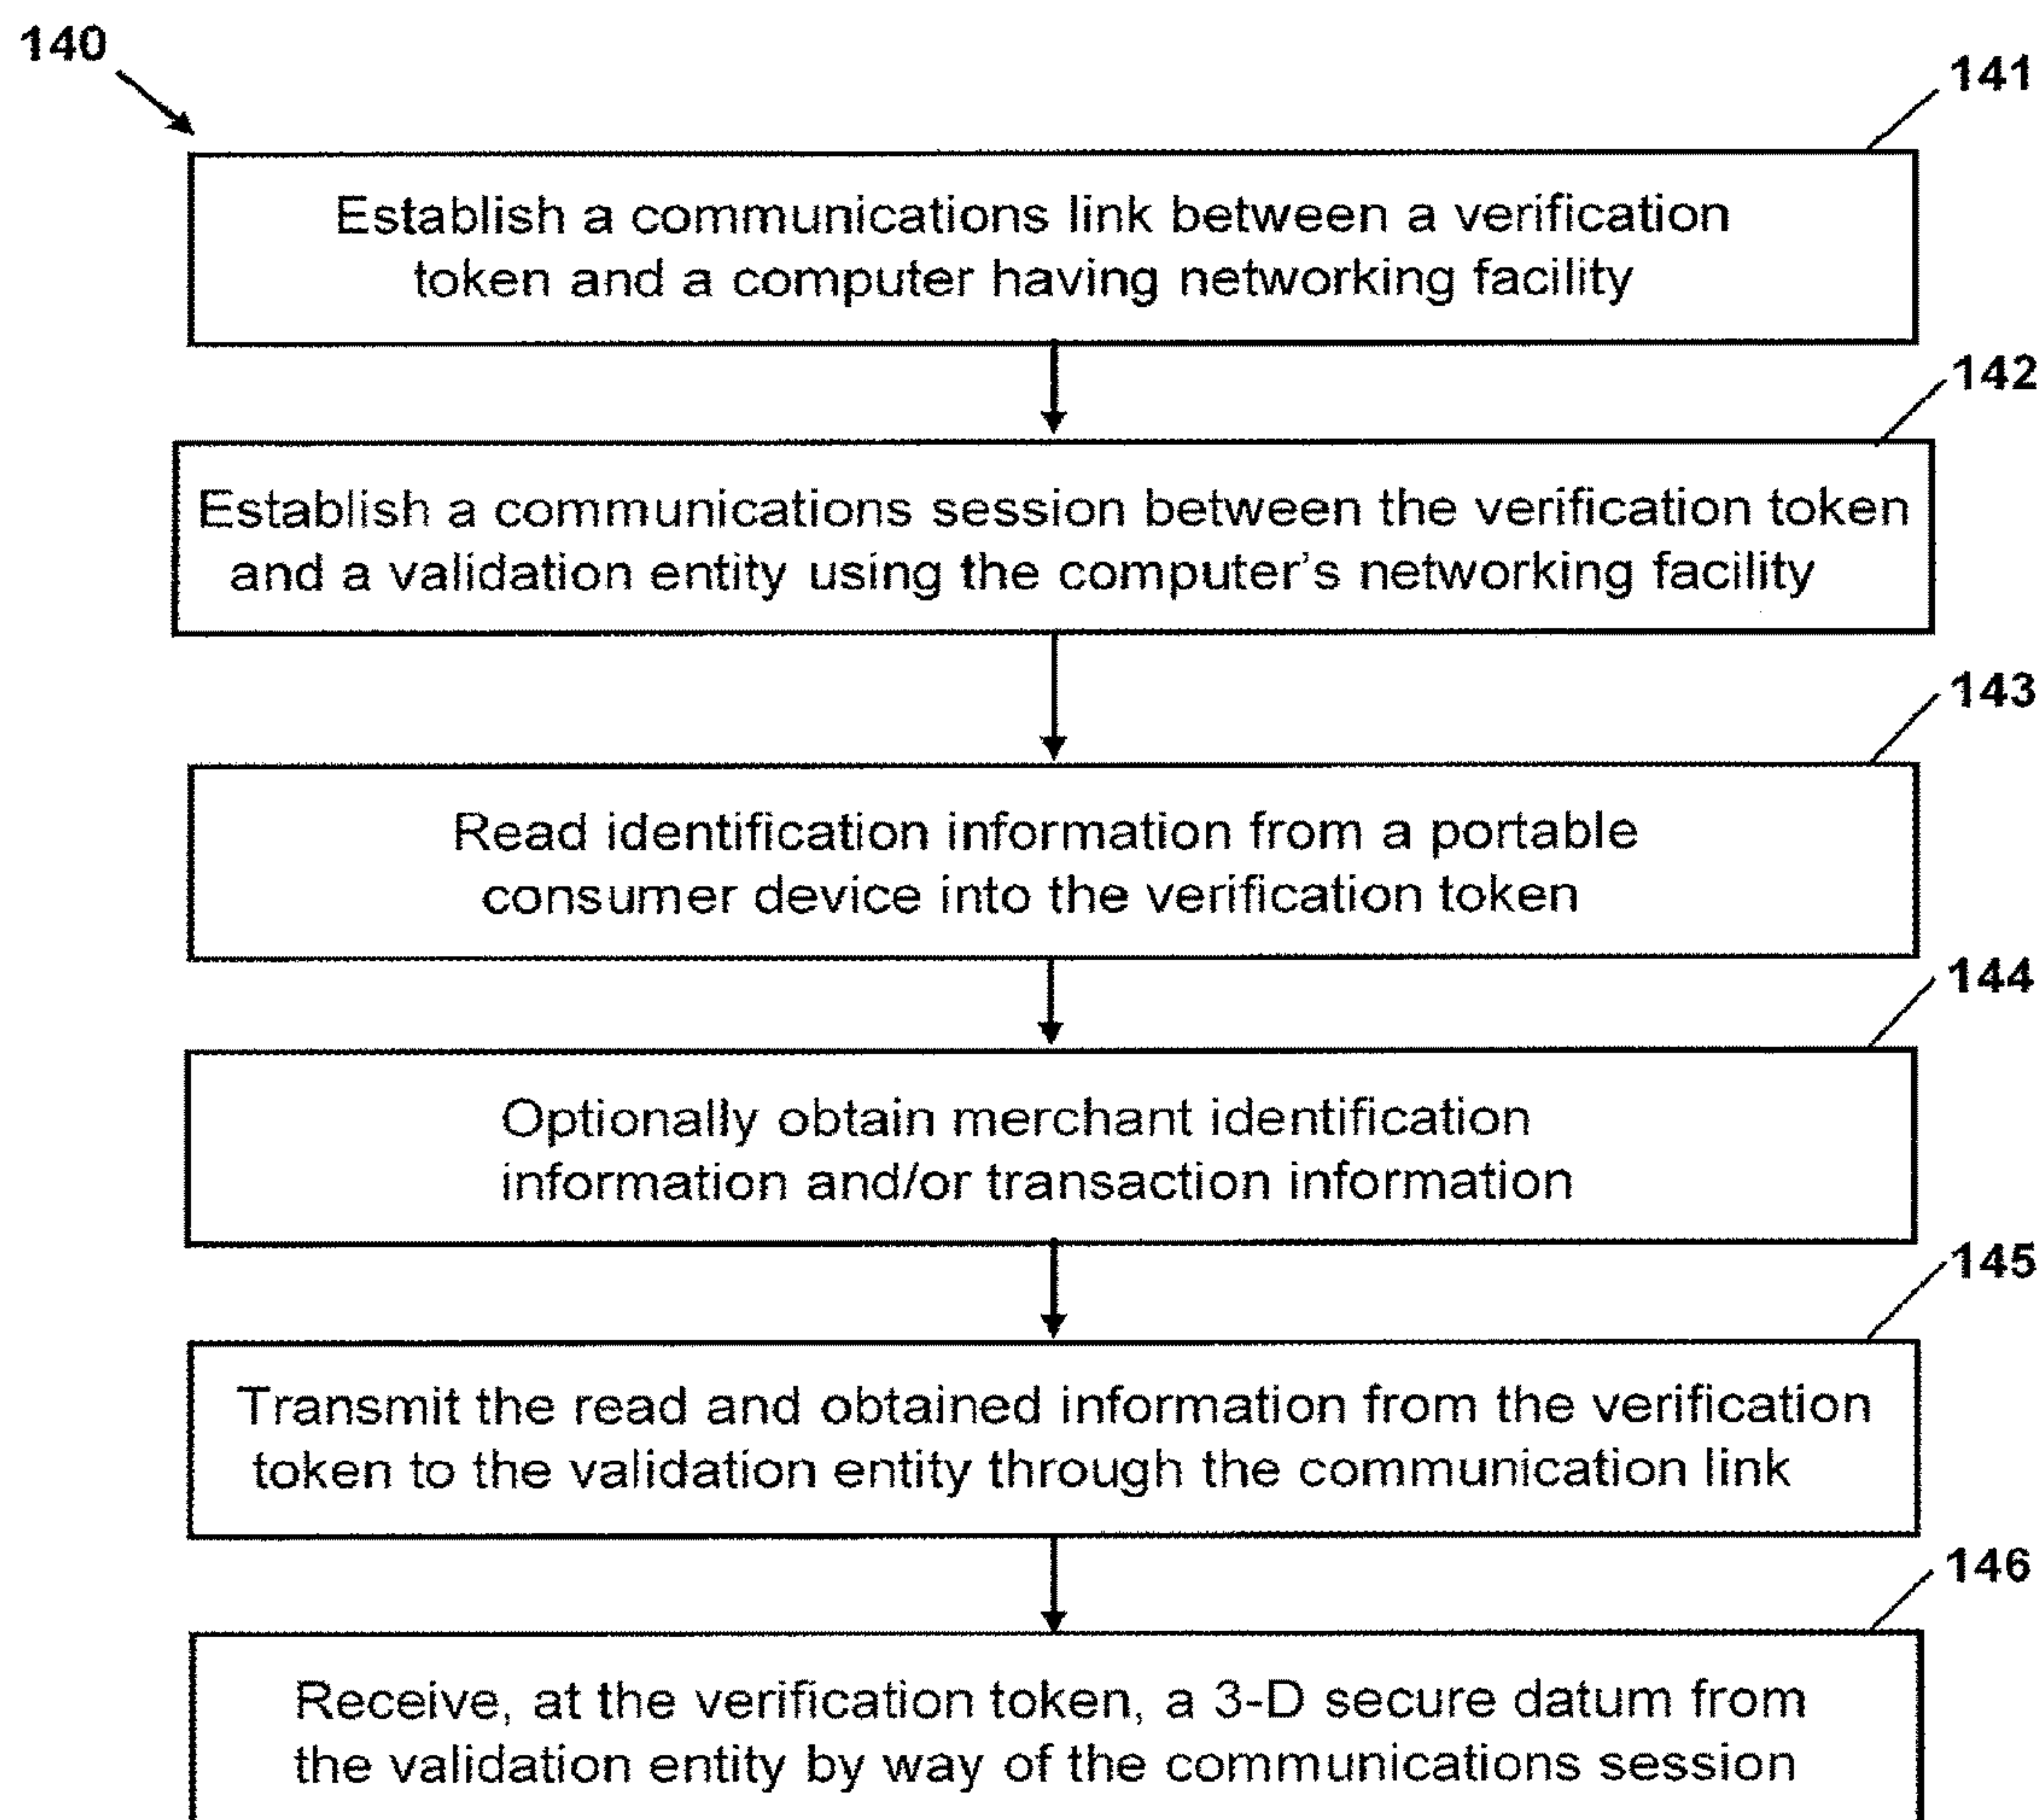 140
141
Establish a communications link between a verification
token and a computer having networking facility
142
Establish a communications session between the verification token
and a validation entity using the computer's networking facility
143
Read identification information from a portable
consumer device into the verification token
144
Optionally obtain merchant identification
information and/or transaction information
145
Transmit the read and obtained information from the verification
token to the validation entity through the communication link
146
Receive, at the verification token, a 3-D secure datum from
the validation entity by way of the communications session